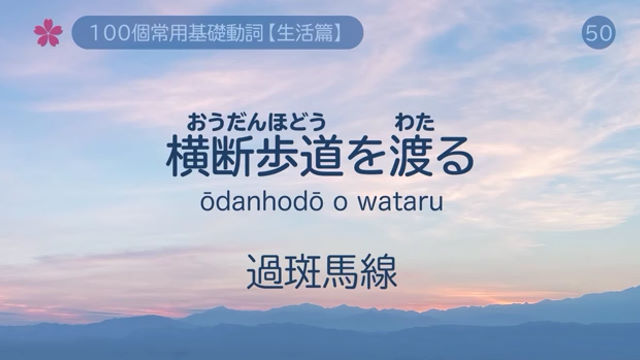 100個常用基礎動詞【生活篇】
50
おうだんほどう わた
横断歩道を渡る
ōdanhodō o wataru
過斑馬線